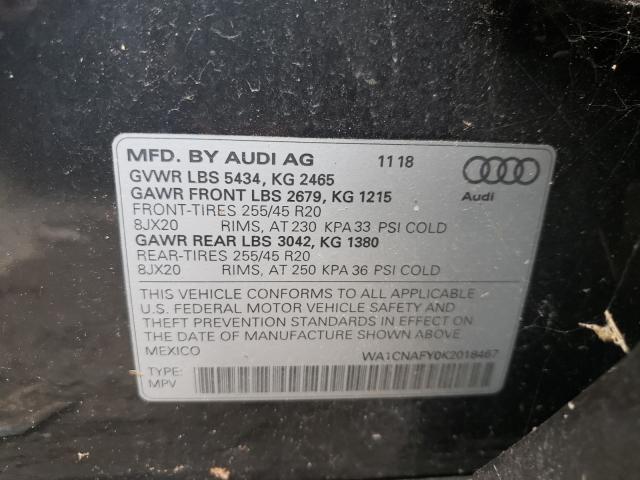 MFD. BY AUDI AG 11 18
GVWR LBS 5434, KG 2465
GAWR FRONT LBS 2679, KG 1215
Audi
FRONT-TIRES 255/45 R20
8JX20 RIMS, AT 230 KPA 33 PSI COLD
GAWR REAR LBS 3042, KG 1380
REAR-TIRES 255/45 R20
8JX20 RIMS, AT 250 KPA 36 PSI COLD
THIS VEHICLE CONFORMS TO ALL APPLICABLE
U.S. FEDERAL MOTOR VEHICLE SAFETY AND
THEFT PREVENTION STANDARDS IN EFFECT ON
THE DATE OF MANUFACTURE SHOWN ABOVE.
MEXICO WA1CNAFY0K2018467
TYPE:
MPV